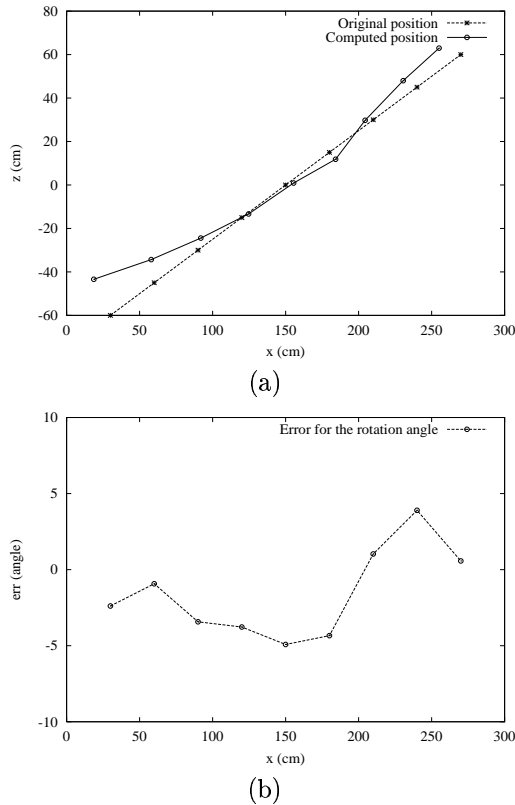 80
60
40
20
0
-20
-40
-60
z (cm)
Original position
Computed position
0 50 100 150 200 250 300
x (cm)
(a)
10
5
0
-5
-10
err (angle)
Error for the rotation angle
0 50 100 150 200 250 300
x (cm)
(b)